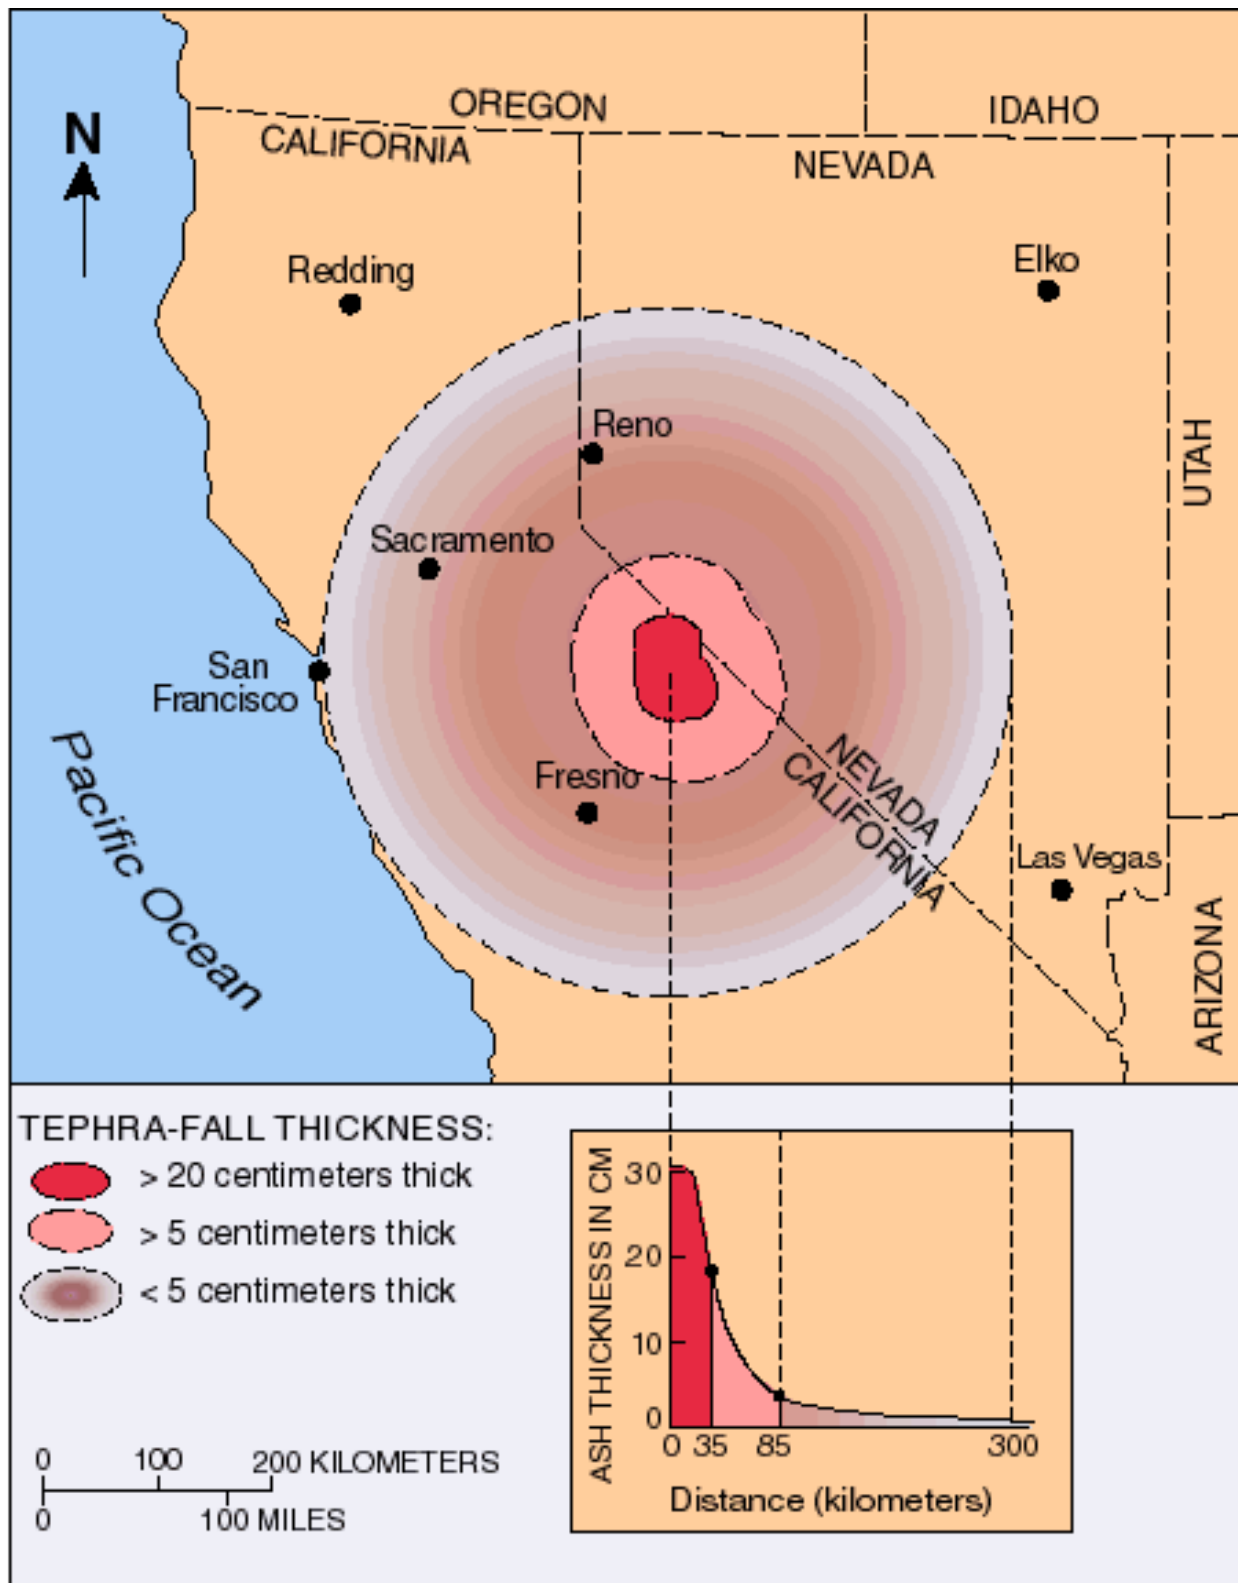 OREGON
IDAHO
N
CALIFORNIA
NEVADA
Redding
Elko
Reno
UTAH
Sacramento
San
Francisco
Pacific Ocean
Fresno
NEVADA
CALIFORNIA
Las Vegas
ARIZONA
TEPHRA-FALL THICKNESS:
> 20 centimeters thick
> 5 centimeters thick
< 5 centimeters thick
0 100 200 KILOMETERS
0 100 MILES
ASH THICKNESS IN CM
30
20
10
0
0 35 85 300
Distance (kilometers)